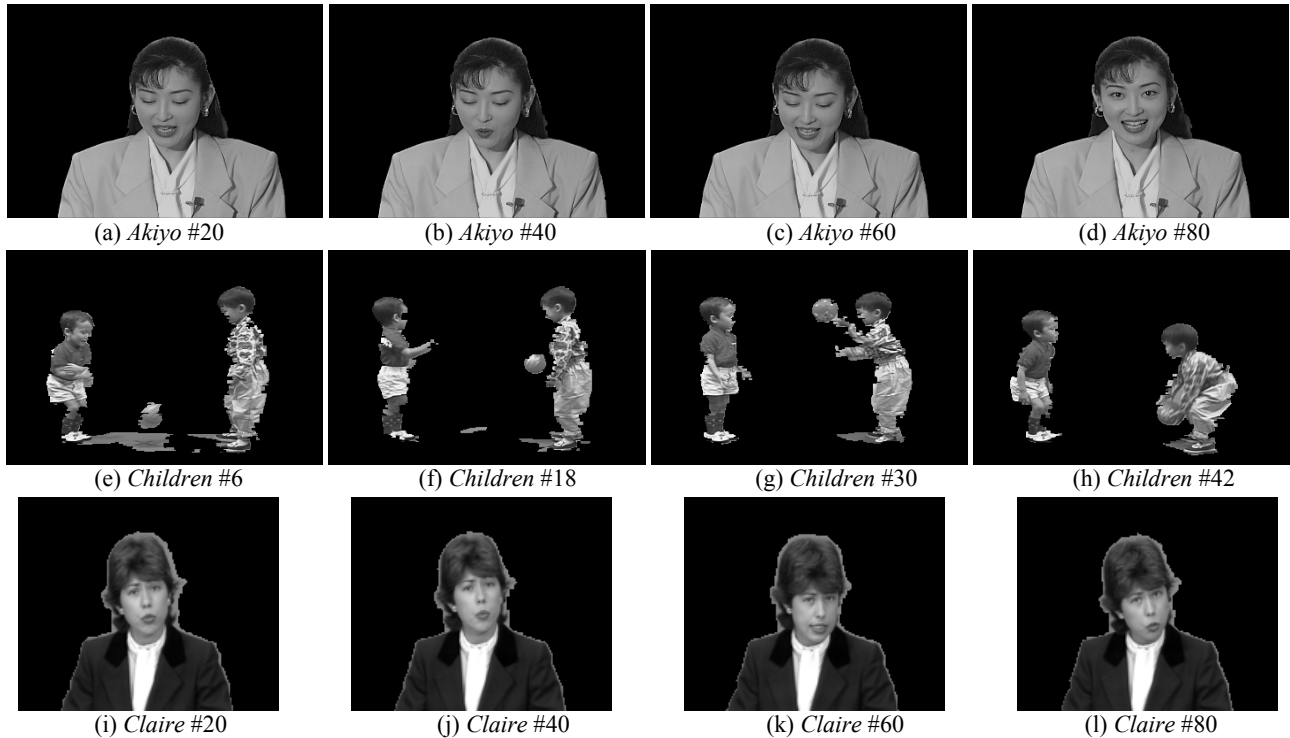 (a) Akiyo #20
(b) Akiyo #40
(c) Akiyo #60
(d) Akiyo #80
(e) Children #6
(f) Children #18
(g) Children #30
(h) Children #42
(i) Claire #20
(j) Claire #40
(k) Claire #60
(l) Claire #80